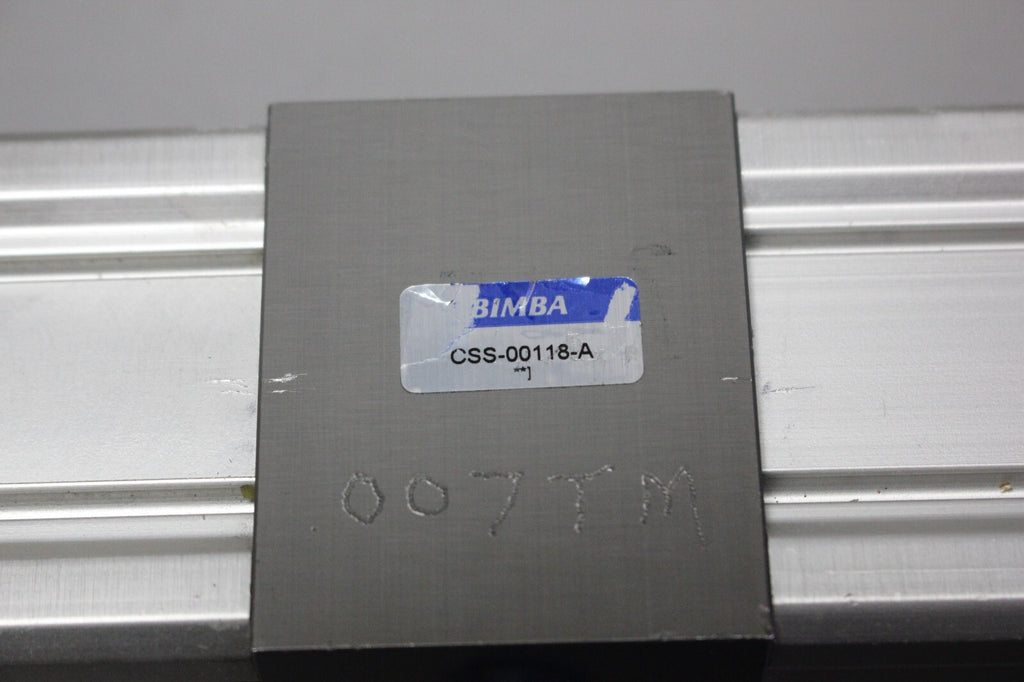 BIMBA
CSS-00118-A
**]
007TM